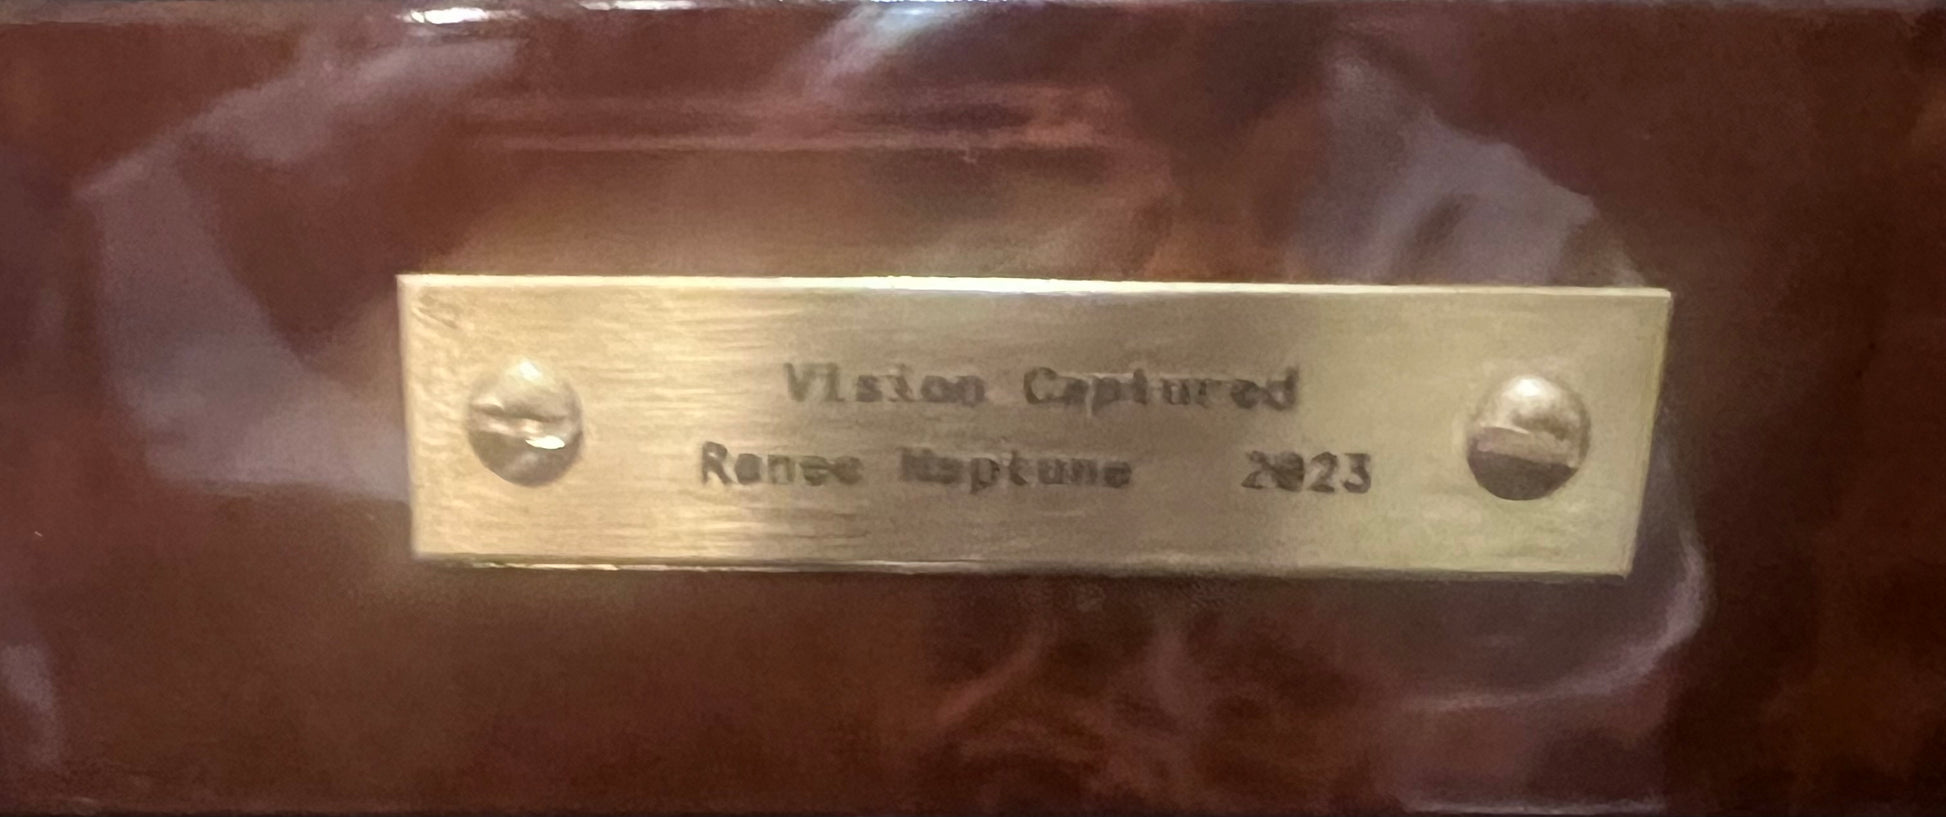 Vision Captured
Renee Neptune 2023